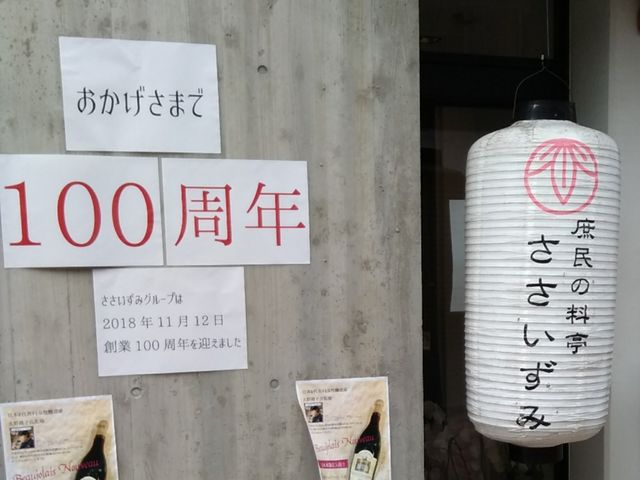 おかげさまで
100周年
ささいずみグループは
2018年11月12日
創業100周年を迎えました
庶民の料亭
ささいずみ
Beaujolais Nouveau
Beaujolais Nouveau